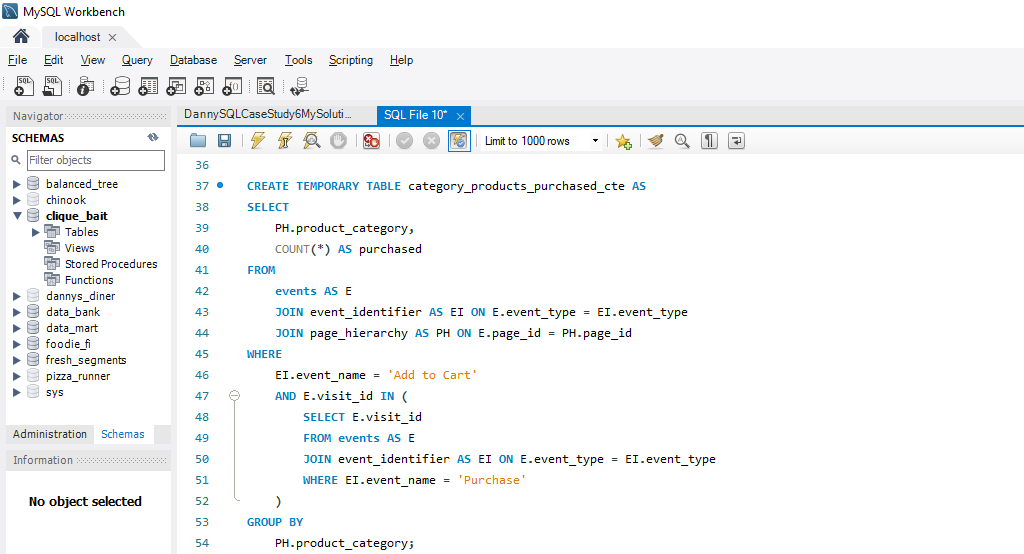 MySQL Workbench
localhost
File Edit View Query Database Server Tools Scripting Help
Navigator
SCHEMAS
Filter objects
balanced_tree
chinook
clique_bait
Tables
Views
Stored Procedures
Functions
dannys_diner
data_bank
data_mart
foodie_fi
fresh_segments
pizza_runner
sys
Administration Schemas
Information
No object selected
DannySQLCaseStudy6MySoluti... SQL File 10*
Limit to 1000 rows
36
37 CREATE TEMPORARY TABLE category_products_purchased_cte AS
38 SELECT
39 PH.product_category,
40 COUNT(*) AS purchased
41 FROM
42 events AS E
43 JOIN event_identifier AS EI ON E.event_type = EI.event_type
44 JOIN page_hierarchy AS PH ON E.page_id = PH.page_id
45 WHERE
46 EI.event_name = 'Add to Cart'
47 AND E.visit_id IN (
48 SELECT E.visit_id
49 FROM events AS E
50 JOIN event_identifier AS EI ON E.event_type = EI.event_type
51 WHERE EI.event_name = 'Purchase'
52 )
53 GROUP BY
54 PH.product_category;